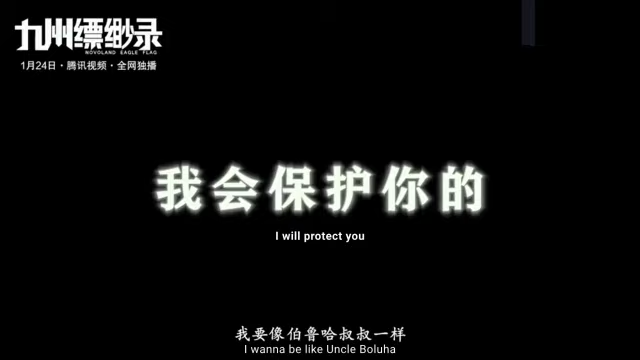 九州缥缈录
NOVOLAND EAGLE FLAG
1月24日·腾讯视频·全网独播
我会保护你的
I will protect you
我要像伯鲁哈叔叔一样
I wanna be like Uncle Boluha